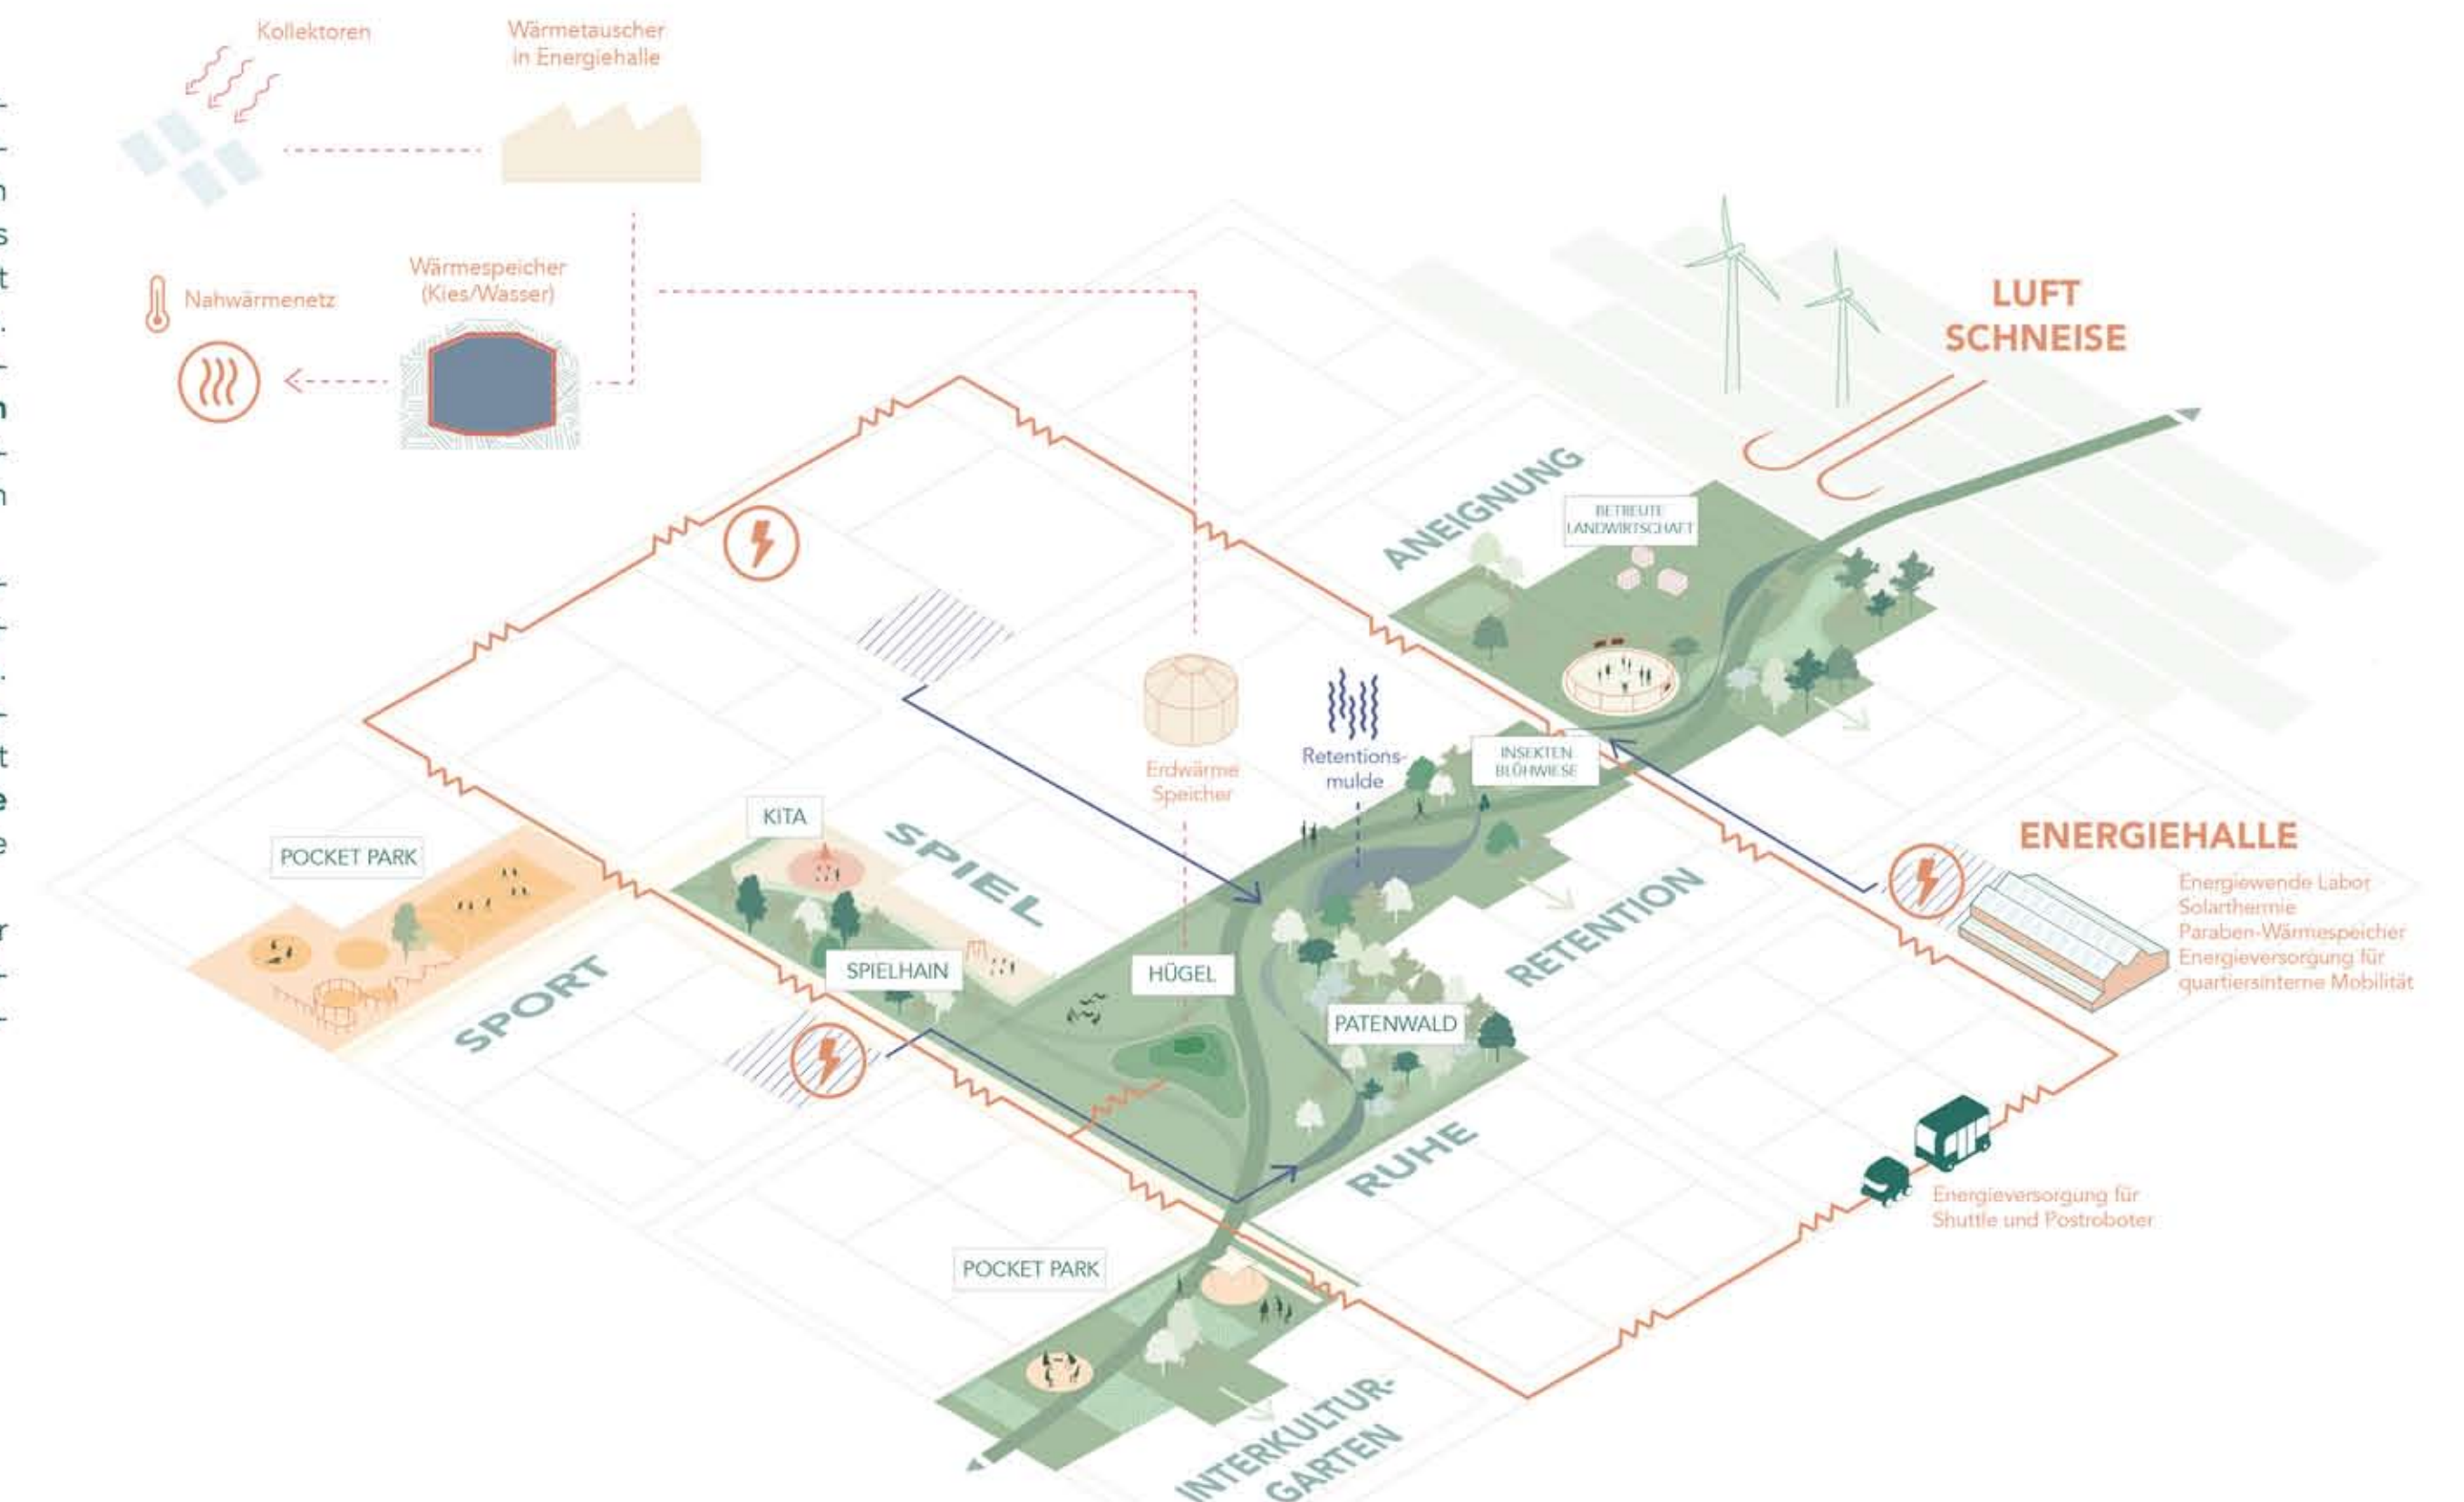 Kollektoren
Wärmetauscher
in Energiehalle
Nahwärmenetz
Wärmespeicher
(Kies/Wasser)
LUFT
SCHNEISE
ANEIGNUNG
BETREUTE
LANDWIRTSCHAFT
Erdwärme
Speicher
Retentions-
mulde
INSEKTEN
BLÜHWIESE
KITA
SPIEL
POCKET PARK
ENERGIEHALLE
Energiewende Labor
Solarthermie
Paraben-Wärmespeicher
Energieversorgung für
quartiersinterne Mobilität
SPORT
SPIELHAIN
HÜGEL
RETENTION
PATENWALD
RUHE
Energieversorgung für
Shuttle und Postroboter
POCKET PARK
INTERKULTUR-
GARTEN